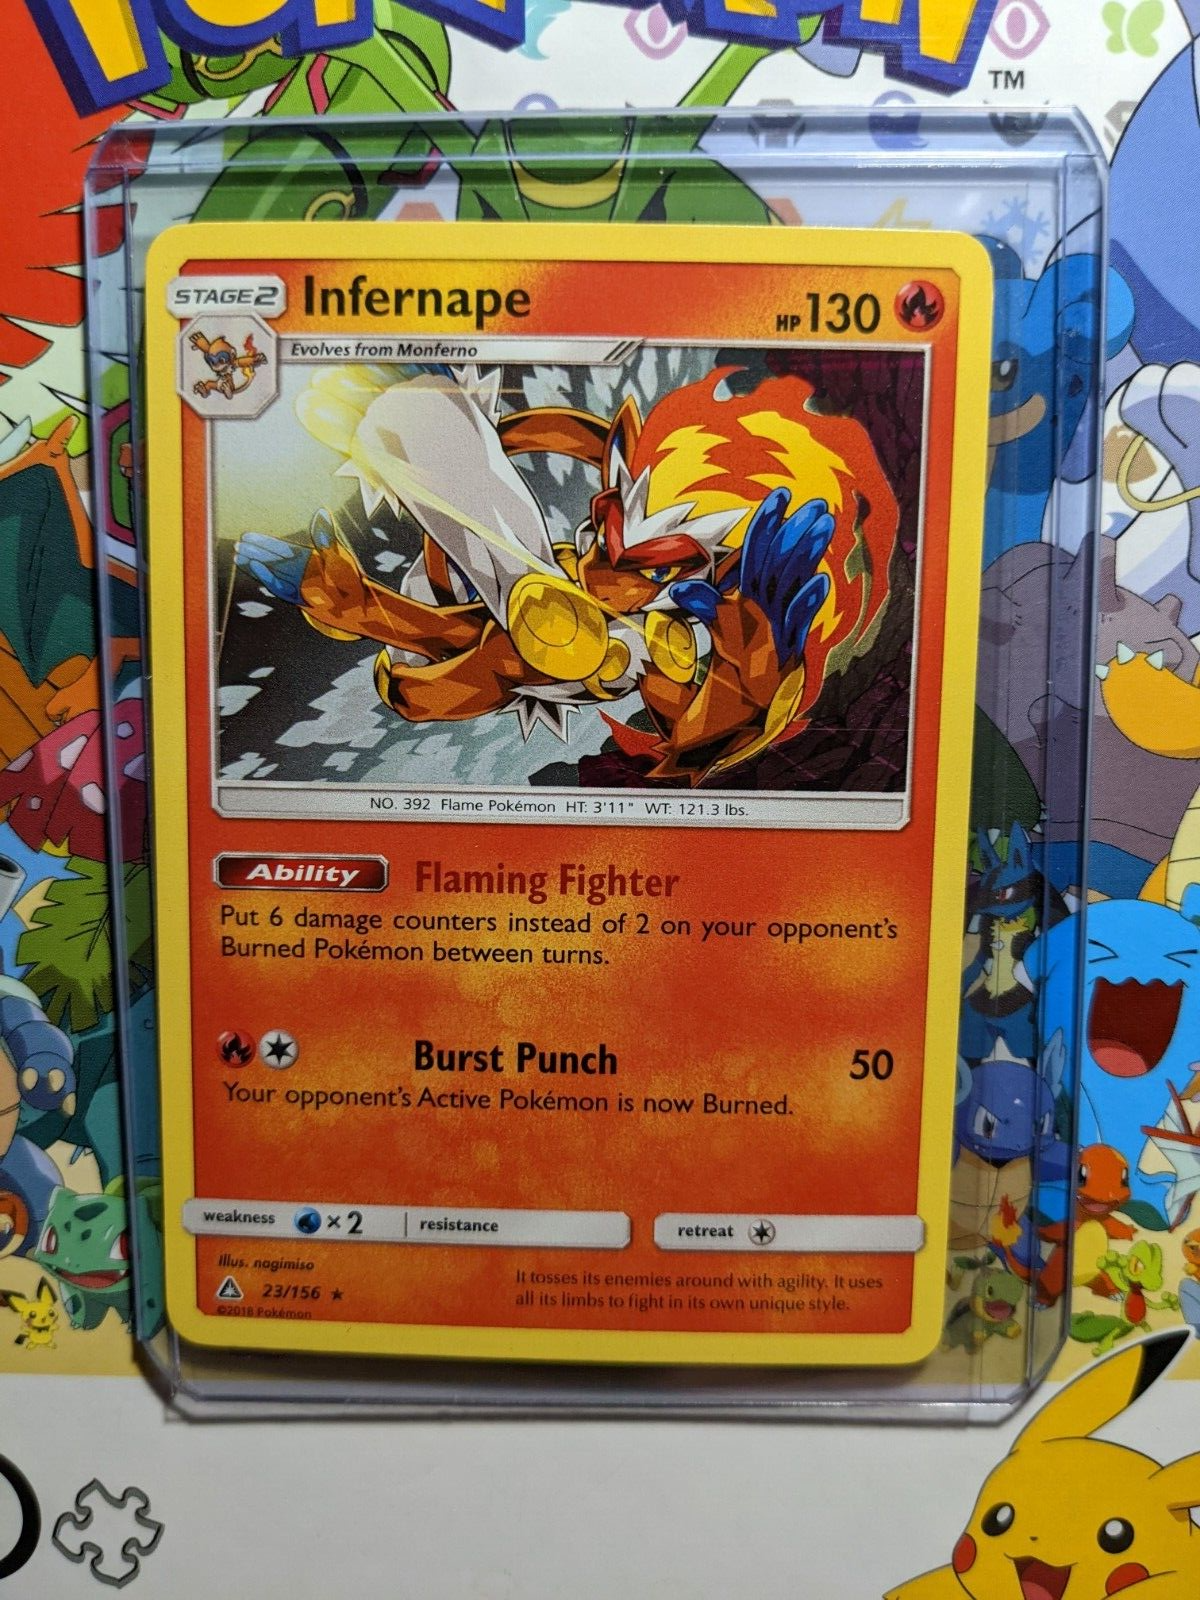 TM
STAGE2
Infernape
HP 130
Evolves from Monferno
NO. 392 Flame Pokémon HT: 3'11" WT: 121.3 lbs.
Ability Flaming Fighter
Put 6 damage counters instead of 2 on your opponent's
Burned Pokémon between turns.
Burst Punch 50
Your opponent's Active Pokémon is now Burned.
weakness ×2 resistance retreat
Illus. nagimiso
23/156 ★
©2018 Pokémon
It tosses its enemies around with agility. It uses
all its limbs to fight in its own unique style.